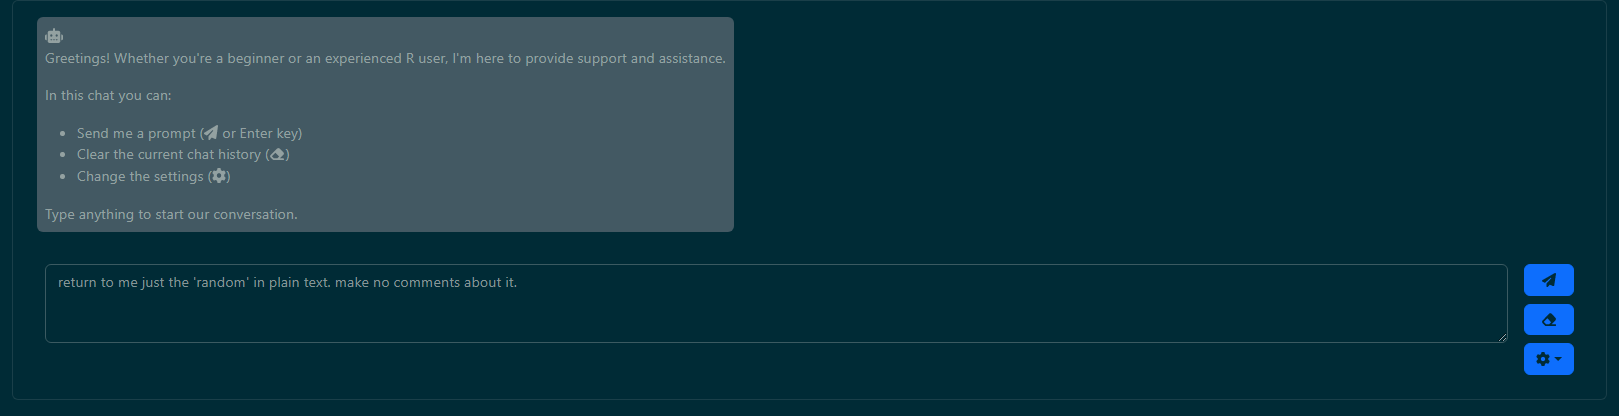 Greetings! Whether you're a beginner or an experienced R user, I'm here to provide support and assistance.
In this chat you can:
• Send me a prompt ( or Enter key)
• Clear the current chat history ()
• Change the settings ()
Type anything to start our conversation.
return to me just the 'random' in plain text. make no comments about it.